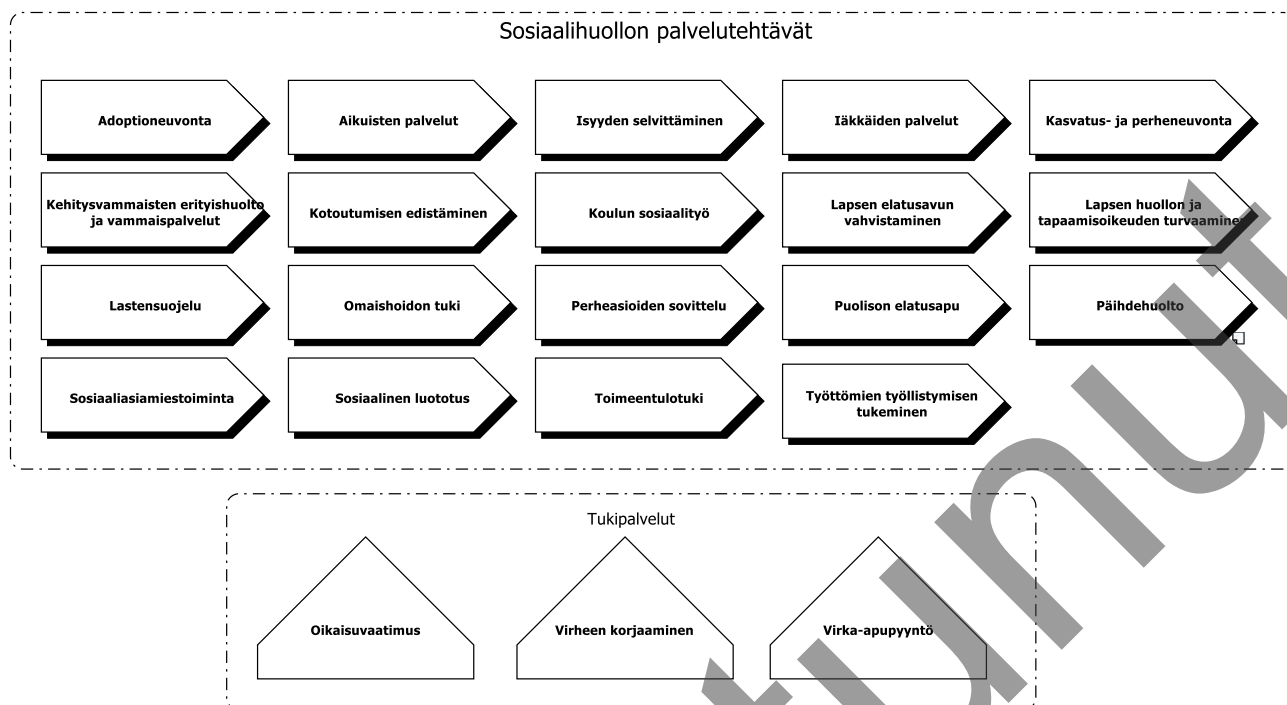 Sosiaalihuollon palvelutehtävät
Adoptioneuvonta
Aikuisten palvelut
Isyyden selvittäminen
Iäkkäiden palvelut
Kasvatus- ja perheneuvonta
Kehitysvammaisten erityishuolto
ja vammaispalvelut
Kotoutumisen edistäminen
Koulun sosiaalityö
Lapsen elatusavun
vahvistaminen
Lapsen huollon ja
tapaamisoikeuden turvaaminen
Lastensuojelu
Omaishoidon tuki
Perheasioiden sovittelu
Puolison elatusapu
Päihdehuolto
Sosiaaliasiamiestoiminta
Sosiaalinen luototus
Toimeentulotuki
Työttömien työllistymisen
tukeminen
Tukipalvelut
Oikaisuvaatimus
Virheen korjaaminen
Virka-apupyyntö